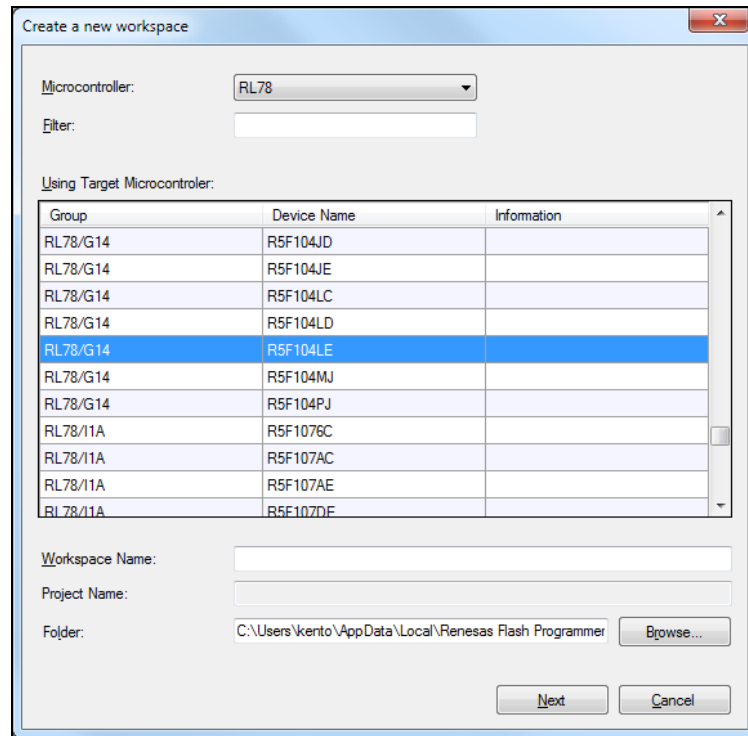 Create a new workspace
Microcontroller: RL78
Filter:
Using Target Microcontroler:
Group Device Name Information
RL78/G14 R5F104JD
RL78/G14 R5F104JE
RL78/G14 R5F104LC
RL78/G14 R5F104LD
RL78/G14 R5F104LE
RL78/G14 R5F104MJ
RL78/G14 R5F104PJ
RL78/I1A R5F1076C
RL78/I1A R5F107AC
RL78/I1A R5F107AE
RL78/I1A R5F107DE
Workspace Name:
Project Name:
Folder: C:\Users\kento\AppData\Local\Renesas Flash Programmer Browse...
Next Cancel